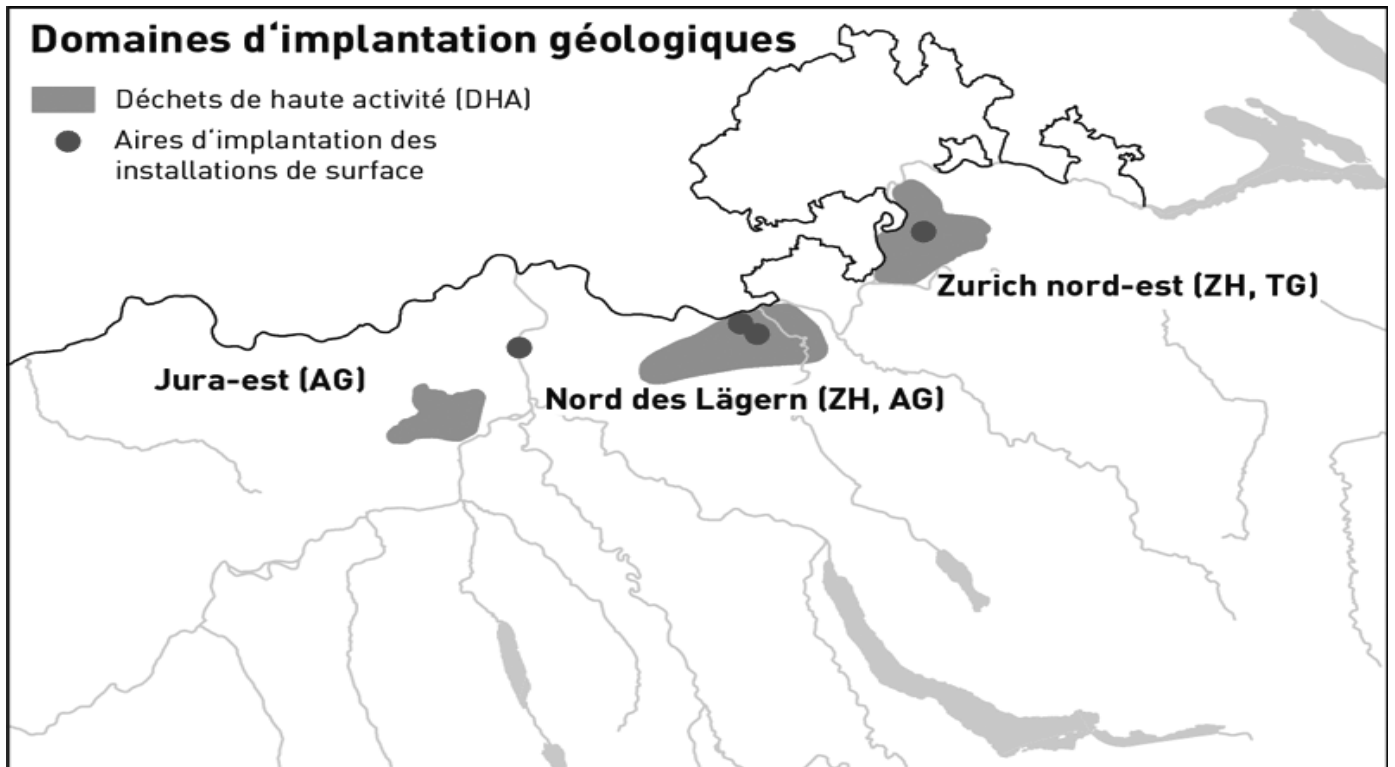 Domaines d‘implantation géologiques
Déchets de haute activité (DHA)
Aires d‘implantation des
installations de surface
Zurich nord-est (ZH, TG)
Jura-est (AG)
Nord des Lägern (ZH, AG)